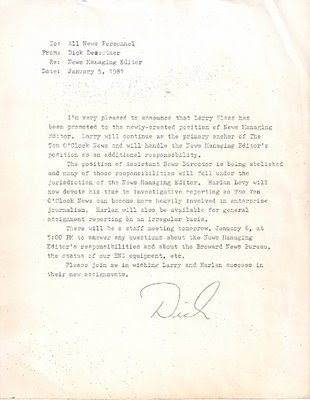 To: All News Personnel
From: Dick Descutner
Re: News Managing Editor
Date: January 5, 1981
I'm very pleased to announce that Larry Klaas has
been promoted to the newly-created position of News Managing
Editor. Larry will continue as the primary anchor of The
Ten O'Clock News and will handle the News Managing Editor's
position as an additional responsibility.
The position of Assistant News Director is being abolished
and many of those responsibilities will fall under the
jurisdiction of the News Managing Editor. Harlan Levy will
now devote his time to investigative reporting so The Ten
O'Clock News can become more heavily involved in enterprise
journalism. Harlan will also be available for general
assignment reporting on an irregular basis.
There will be a staff meeting tomorrow, January 6, at
5:00 PM to answer any questions about the News Managing
Editor's responsibilities and about the Broward News Bureau,
the status of our ENG equipment, etc.
Please join me in wishing Larry and Harlan success in
their new assignments.
Dick